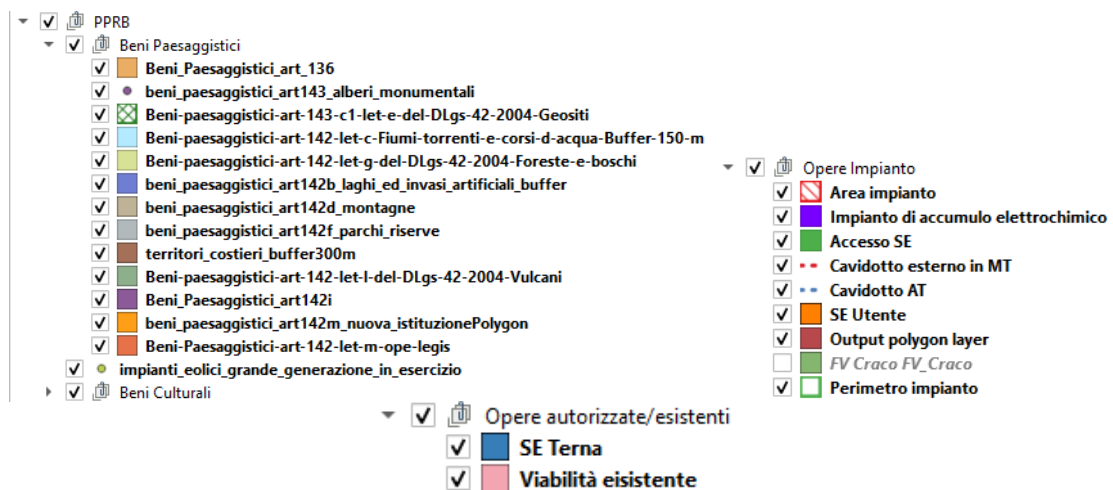 PPRB
Beni Paesaggistici
Beni_Paesaggistici_art_136
beni_paesaggistici_art143_alberi_monumentali
Beni-paesaggistici-art-143-c1-let-e-del-DLgs-42-2004-Geositi
Beni-paesaggistici-art-142-let-c-Fiumi-torrenti-e-corsi-d-acqua-Buffer-150-m
Beni-paesaggistici-art-142-let-g-del-DLgs-42-2004-Foreste-e-boschi
beni_paesaggistici_art142b_laghi_ed_invasi_artificiali_buffer
beni_paesaggistici_art142d_montagne
beni_paesaggistici_art142f_parchi_riserve
territori_costieri_buffer300m
Beni-paesaggistici-art-142-let-l-del-DLgs-42-2004-Vulcani
Beni_Paesaggistici_art142i
beni_paesaggistici_art142m_nuova_istituzionePolygon
Beni-Paesaggistici-art-142-let-m-ope-legis
impianti_eolici_grande_generazione_in_esercizio
Beni Culturali
Opere Impianto
Area impianto
Impianto di accumulo elettrochimico
Accesso SE
Cavidotto esterno in MT
Cavidotto AT
SE Utente
Output polygon layer
FV Craco FV_Craco
Perimetro impianto
Opere autorizzate/esistenti
SE Terna
Viabilità eisistente